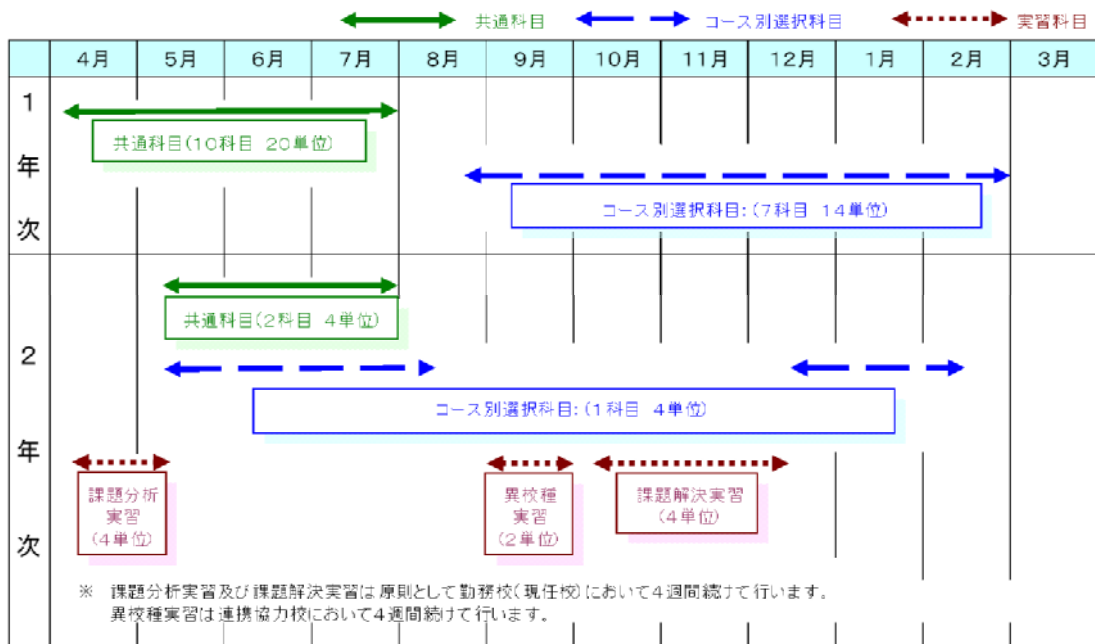 共通科目 コース別選択科目 実習科目
4月 5月 6月 7月 8月 9月 10月 11月 12月 1月 2月 3月
1年次
共通科目(10科目 20単位)
コース別選択科目:(7科目 14単位)
2年次
共通科目(2科目 4単位)
コース別選択科目:(1科目 4単位)
課題分析
実習
(4単位)
異校種
実習
(2単位)
課題解決実習
(4単位)
※ 課題分析実習及び課題解決実習は原則として勤務校(現任校)において4週間続けて行います。
異校種実習は連携協力校において4週間続けて行います。